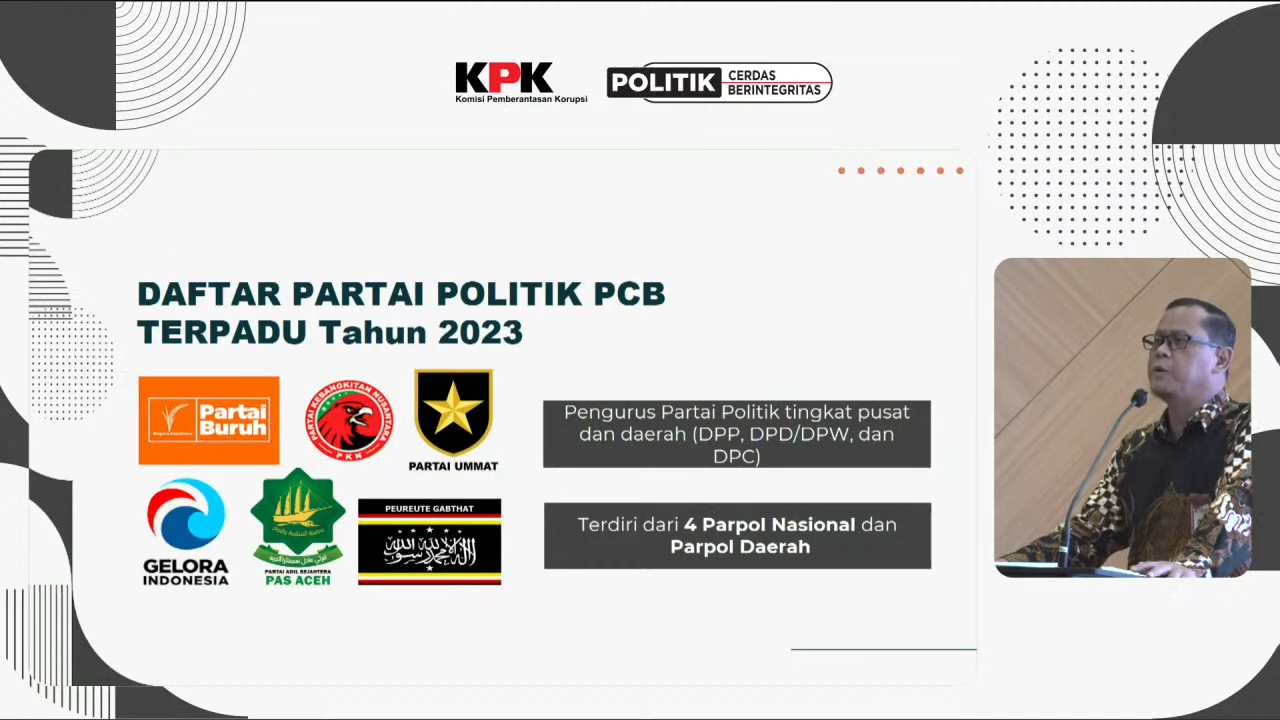 KPK
Komisi Pemberantasan Korupsi
POLITIK
CERDAS
BERINTEGRITAS
DAFTAR PARTAI POLITIK PCB
TERPADU Tahun 2023
Partai
Buruh
PARTAI KEBANGKITAN NUSANTARA
PKN
PARTAI UMMAT
Pengurus Partai Politik tingkat pusat
dan daerah (DPP, DPD/DPW, dan
DPC)
GELORA
INDONESIA
PARTAI ADIL SEJAHTERA
PAS ACEH
PEUREUTE GABTHAT
Terdiri dari 4 Parpol Nasional dan
Parpol Daerah